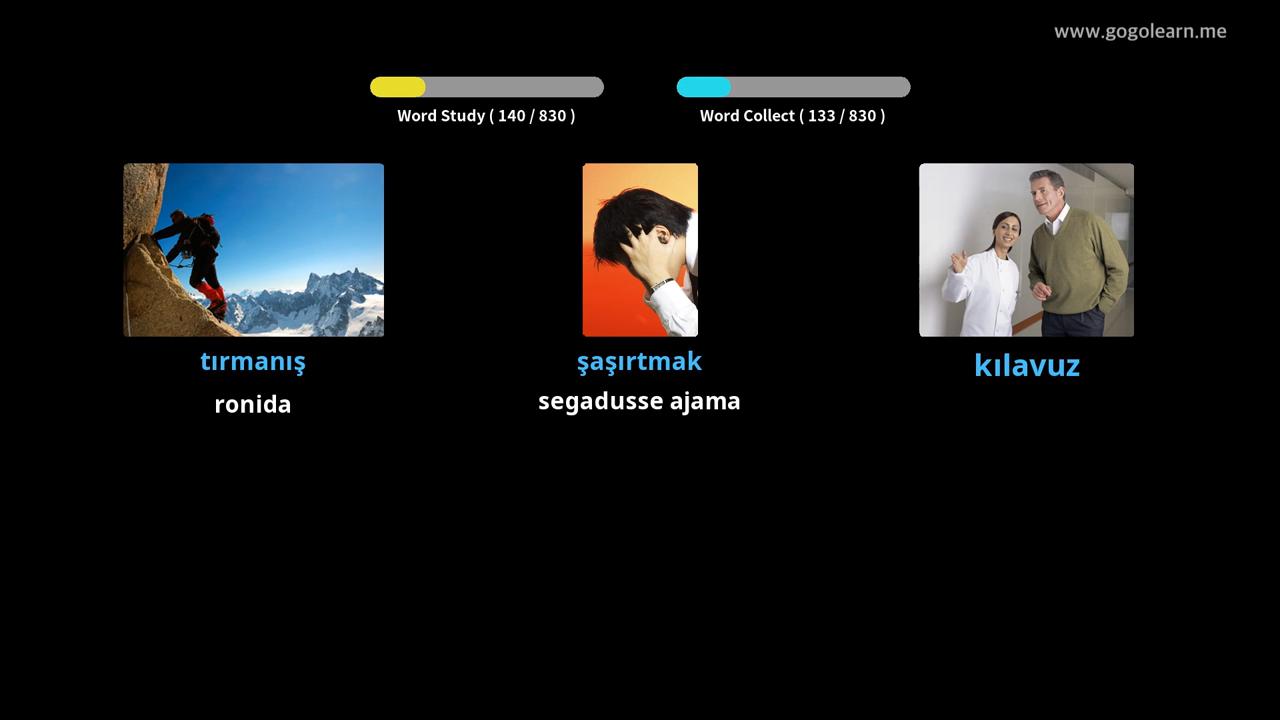 www.gogolearn.me
Word Study ( 140 / 830 )
Word Collect ( 133 / 830 )
tırmanış
şaşırtmak
kılavuz
ronida
segadusse ajama